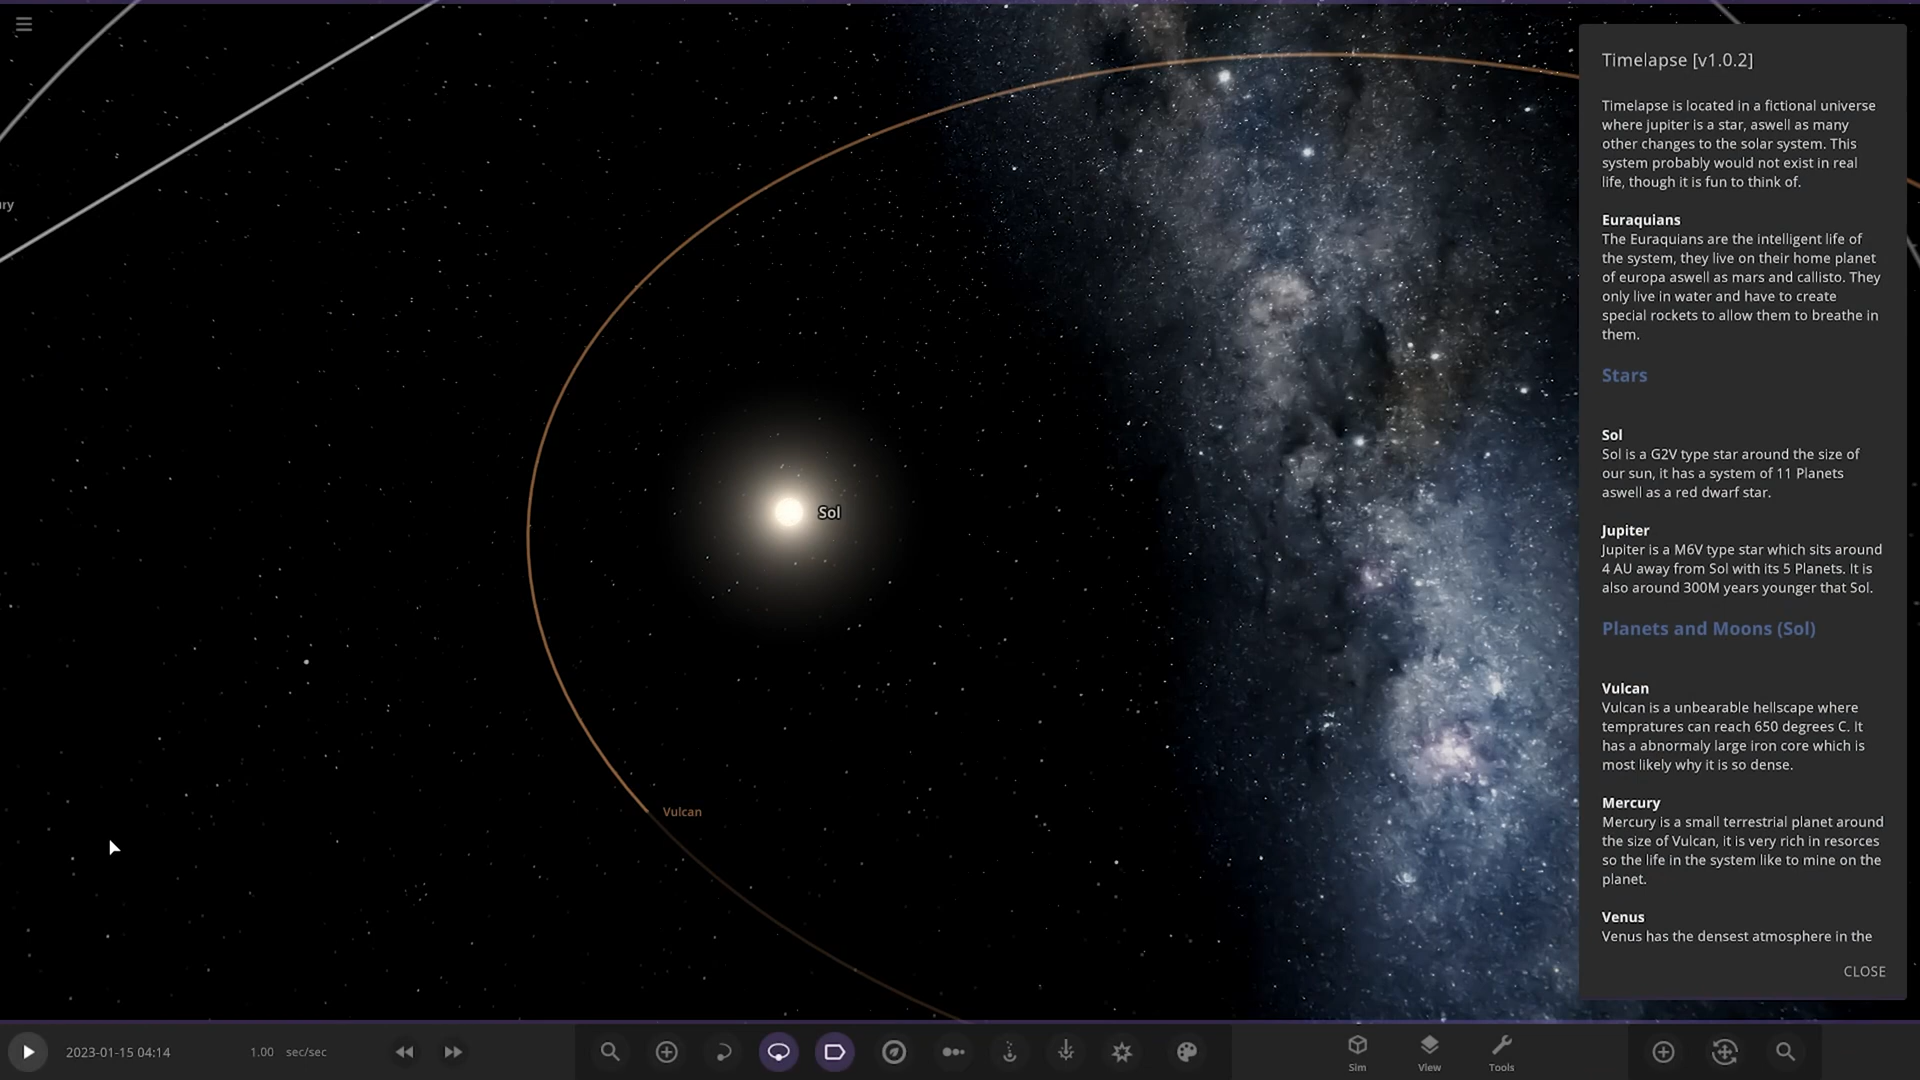 Timelapse [v1.0.2]
Timelapse is located in a fictional universe
where jupiter is a star, aswell as many
other changes to the solar system. This
system probably would not exist in real
life, though it is fun to think of.
Euraquians
The Euraquians are the intelligent life of
the system, they live on their home planet
of europa aswell as mars and callisto. They
only live in water and have to create
special rockets to allow them to breathe in
them.
Stars
Sol
Sol is a G2V type star around the size of
our sun, it has a system of 11 Planets
aswell as a red dwarf star.
Jupiter
Jupiter is a M6V type star which sits around
4 AU away from Sol with its 5 Planets. It is
also around 300M years younger that Sol.
Planets and Moons (Sol)
Vulcan
Vulcan is a unbearable hellscape where
tempratures can reach 650 degrees C. It
has a abnormaly large iron core which is
most likely why it is so dense.
Mercury
Mercury is a small terrestrial planet around
the size of Vulcan, it is very rich in resorces
so the life in the system like to mine on the
planet.
Venus
Venus has the densest atmosphere in the
CLOSE
ury
Sol
Vulcan
2023-01-15 04:14
1.00 sec/sec
Sim
View
Tools